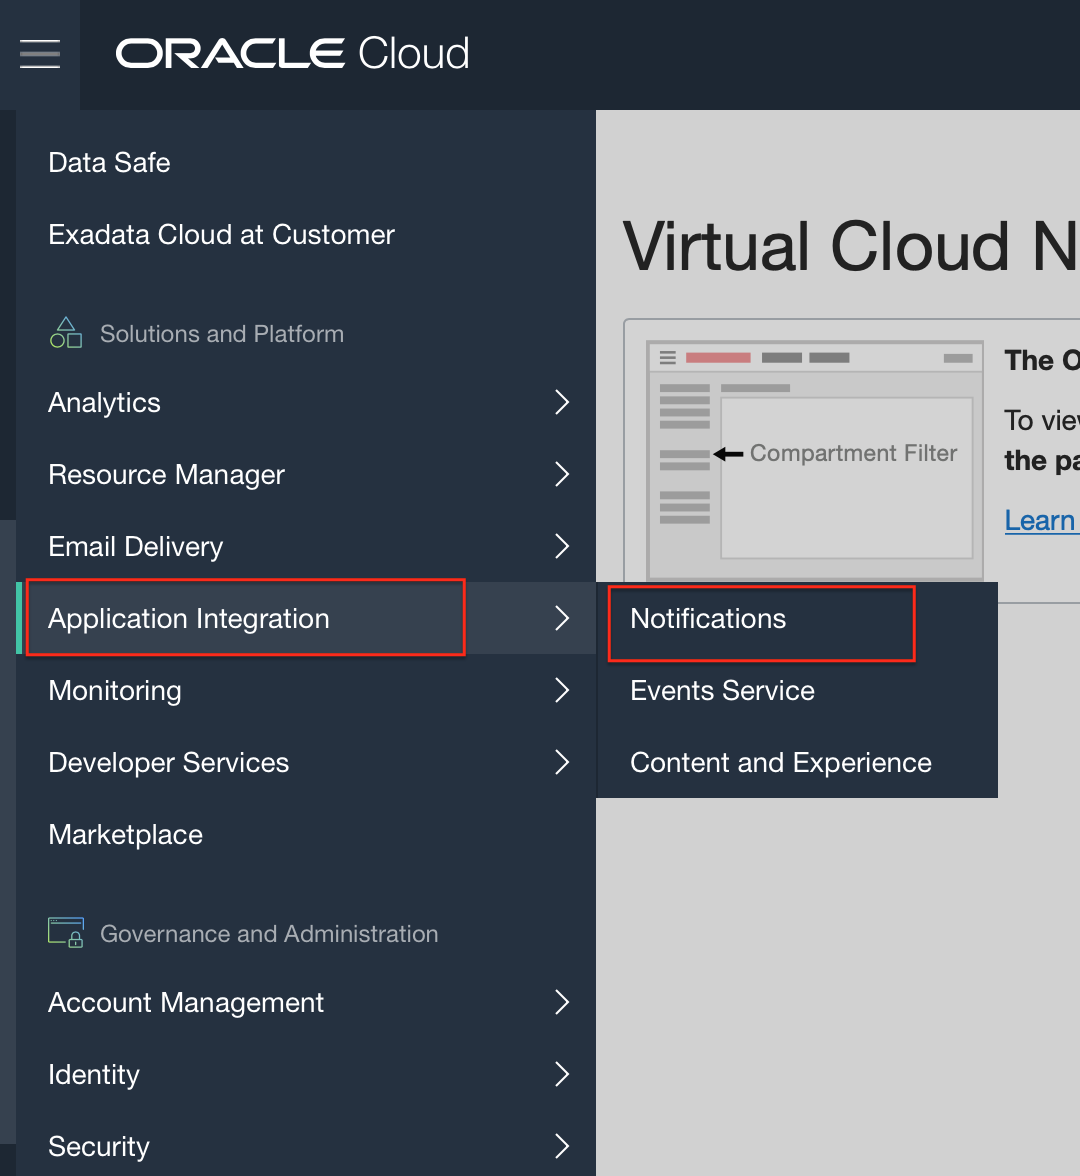 ORACLE Cloud
Data Safe
Exadata Cloud at Customer
Solutions and Platform
Analytics
Resource Manager
Email Delivery
Application Integration
Monitoring
Developer Services
Marketplace
Governance and Administration
Account Management
Identity
Security
Notifications
Events Service
Content and Experience
Virtual Cloud N
Compartment Filter
The O
To view
the pa
Learn